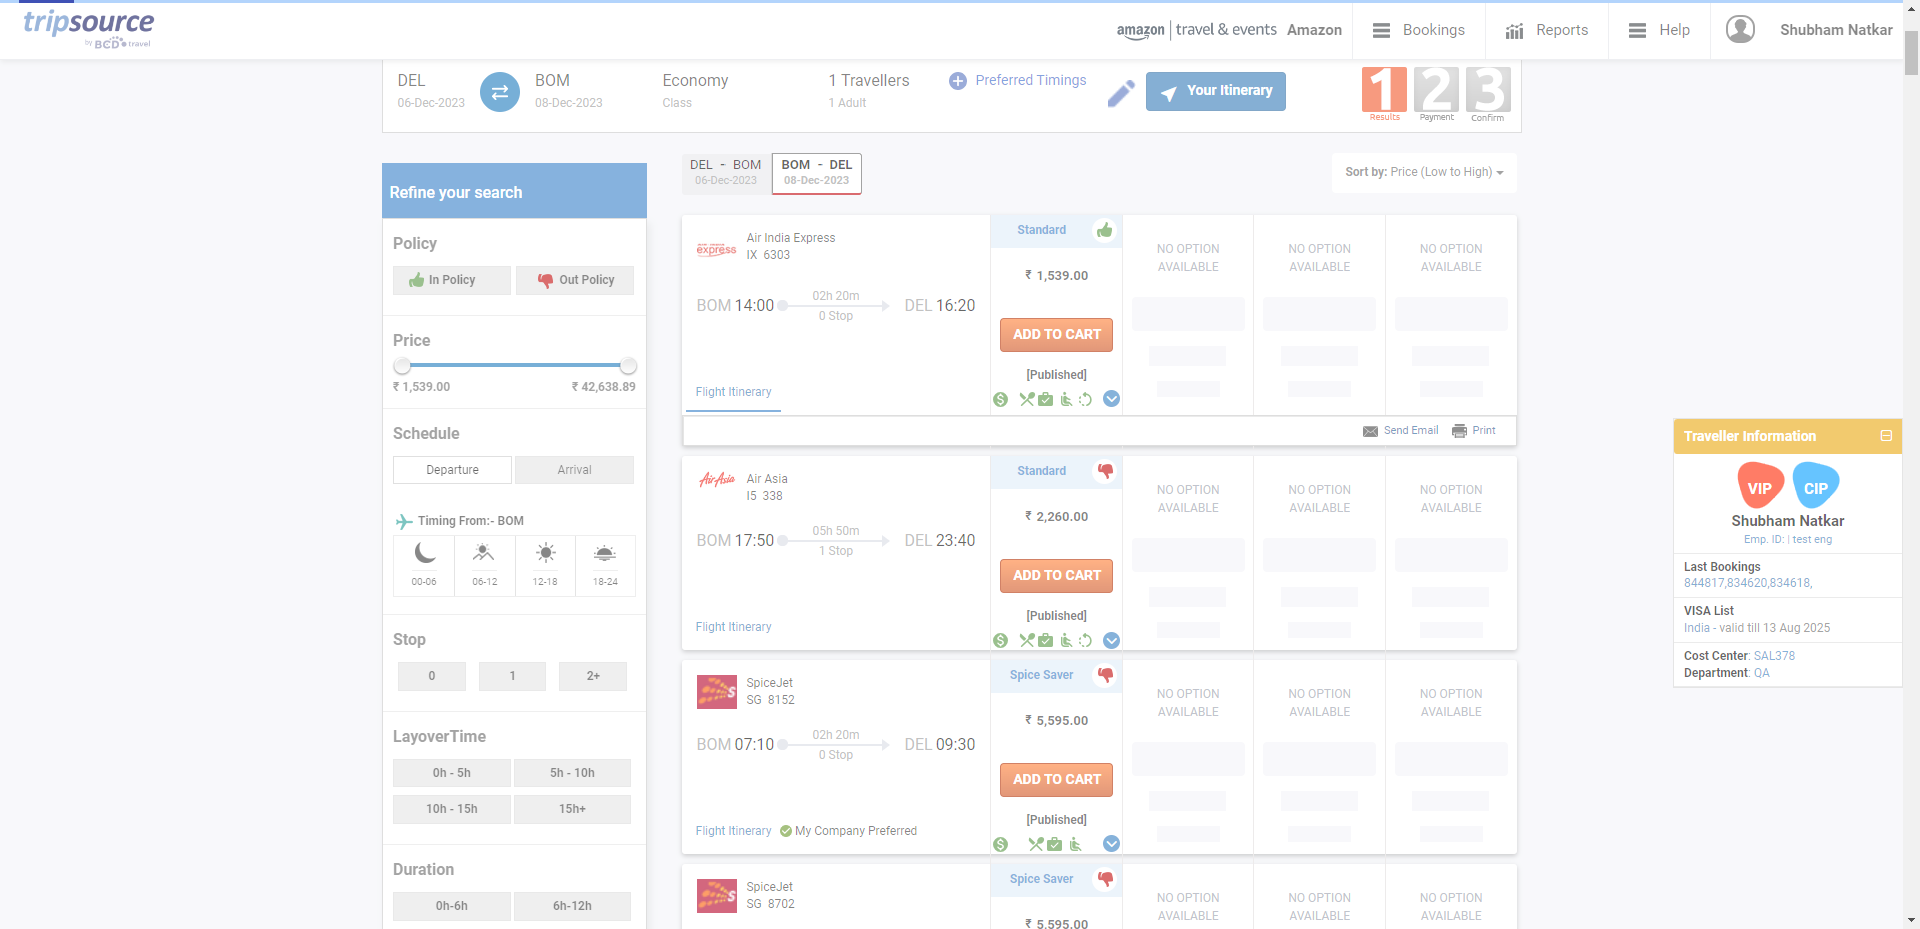 tripsource
by BCD travel
amazon | travel & events Amazon
Bookings
Reports
Help
Shubham Natkar
DEL
06-Dec-2023
BOM
08-Dec-2023
Economy
Class
1 Travellers
1 Adult
Preferred Timings
Your Itinerary
1
Results
2
Payment
3
Confirm
Refine your search
Policy
In Policy
Out Policy
Price
₹ 1,539.00
₹ 42,638.89
Schedule
Departure
Arrival
Timing From:- BOM
00-06
06-12
12-18
18-24
Stop
0
1
2+
LayoverTime
0h - 5h
5h - 10h
10h - 15h
15h+
Duration
0h-6h
6h-12h
DEL - BOM
06-Dec-2023
BOM - DEL
08-Dec-2023
Sort by: Price (Low to High)
express
Air India Express
IX 6303
BOM 14:00
02h 20m
0 Stop
DEL 16:20
Flight Itinerary
Standard
₹ 1,539.00
ADD TO CART
[Published]
NO OPTION
AVAILABLE
NO OPTION
AVAILABLE
NO OPTION
AVAILABLE
Send Email
Print
AirAsia
Air Asia
I5 338
BOM 17:50
05h 50m
1 Stop
DEL 23:40
Flight Itinerary
Standard
₹ 2,260.00
ADD TO CART
[Published]
NO OPTION
AVAILABLE
NO OPTION
AVAILABLE
NO OPTION
AVAILABLE
SpiceJet
SG 8152
BOM 07:10
02h 20m
0 Stop
DEL 09:30
Flight Itinerary
My Company Preferred
Spice Saver
₹ 5,595.00
ADD TO CART
[Published]
NO OPTION
AVAILABLE
NO OPTION
AVAILABLE
NO OPTION
AVAILABLE
SpiceJet
SG 8702
Spice Saver
₹ 5,595.00
NO OPTION
AVAILABLE
NO OPTION
AVAILABLE
NO OPTION
AVAILABLE
Traveller Information
VIP
CIP
Shubham Natkar
Emp. ID: | test eng
Last Bookings
844817,834620,834618,
VISA List
India - valid till 13 Aug 2025
Cost Center: SAL378
Department: QA